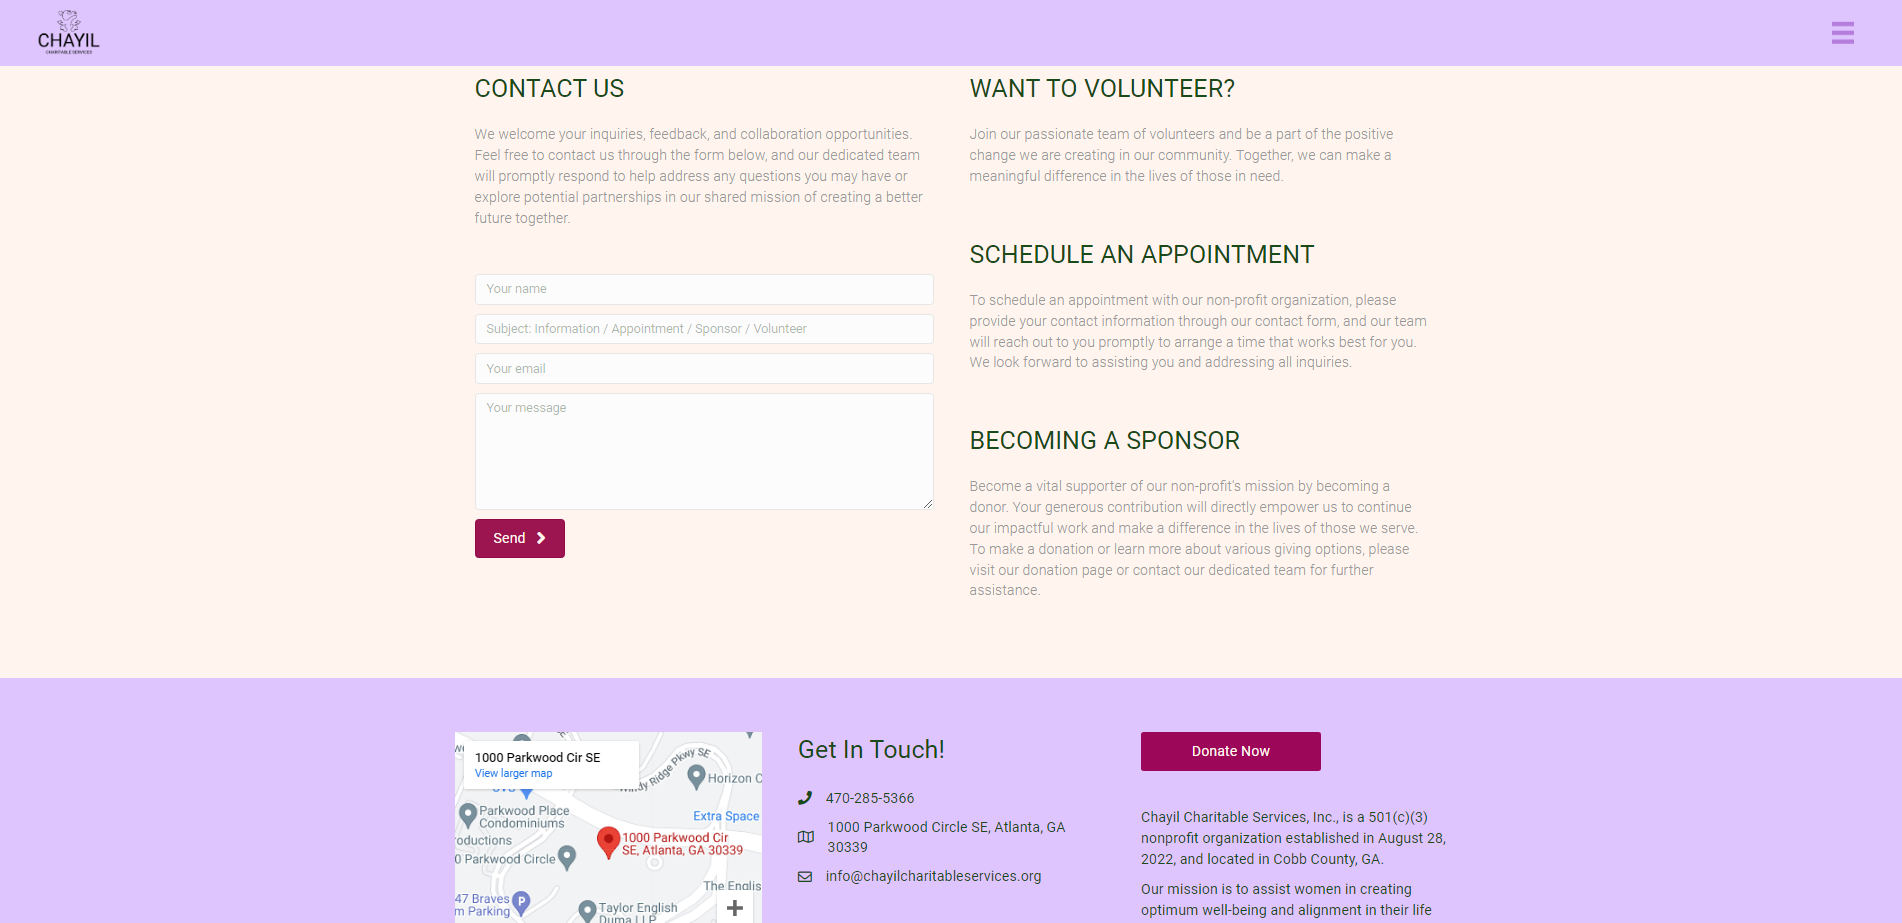 CHAYIL
CHARITABLE SERVICES
CONTACT US
We welcome your inquiries, feedback, and collaboration opportunities.
Feel free to contact us through the form below, and our dedicated team
will promptly respond to help address any questions you may have or
explore potential partnerships in our shared mission of creating a better
future together.
Your name
Subject: Information / Appointment / Sponsor / Volunteer
Your email
Your message
Send
WANT TO VOLUNTEER?
Join our passionate team of volunteers and be a part of the positive
change we are creating in our community. Together, we can make a
meaningful difference in the lives of those in need.
SCHEDULE AN APPOINTMENT
To schedule an appointment with our non-profit organization, please
provide your contact information through our contact form, and our team
will reach out to you promptly to arrange a time that works best for you.
We look forward to assisting you and addressing all inquiries.
BECOMING A SPONSOR
Become a vital supporter of our non-profit's mission by becoming a
donor. Your generous contribution will directly empower us to continue
our impactful work and make a difference in the lives of those we serve.
To make a donation or learn more about various giving options, please
visit our donation page or contact our dedicated team for further
assistance.
1000 Parkwood Cir SE
View larger map
Windy Ridge Pkwy SE
Horizon C
Parkwood Place
Condominiums
Extra Space
roductions
1000 Parkwood Cir
SE, Atlanta, GA 30339
0 Parkwood Circle
The Englis
47 Braves
m Parking
P
Taylor English
Duma LLP
Get In Touch!
470-285-5366
1000 Parkwood Circle SE, Atlanta, GA
30339
info@chayilcharitableservices.org
Donate Now
Chayil Charitable Services, Inc., is a 501(c)(3)
nonprofit organization established in August 28,
2022, and located in Cobb County, GA.
Our mission is to assist women in creating
optimum well-being and alignment in their life